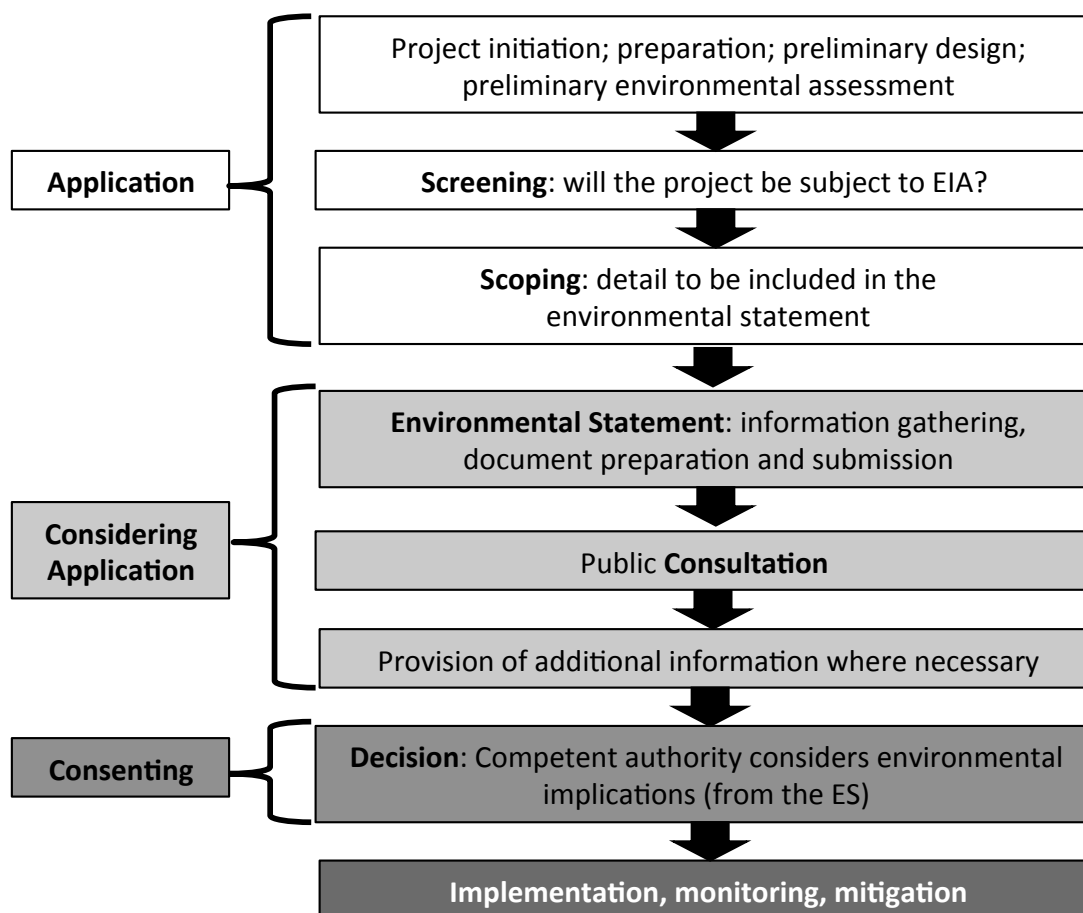 Project initiation; preparation; preliminary design;
preliminary environmental assessment
Application
Screening: will the project be subject to EIA?
Scoping: detail to be included in the
environmental statement
Environmental Statement: information gathering,
document preparation and submission
Considering
Application
Public Consultation
Provision of additional information where necessary
Consenting
Decision: Competent authority considers environmental
implications (from the ES)
Implementation, monitoring, mitigation